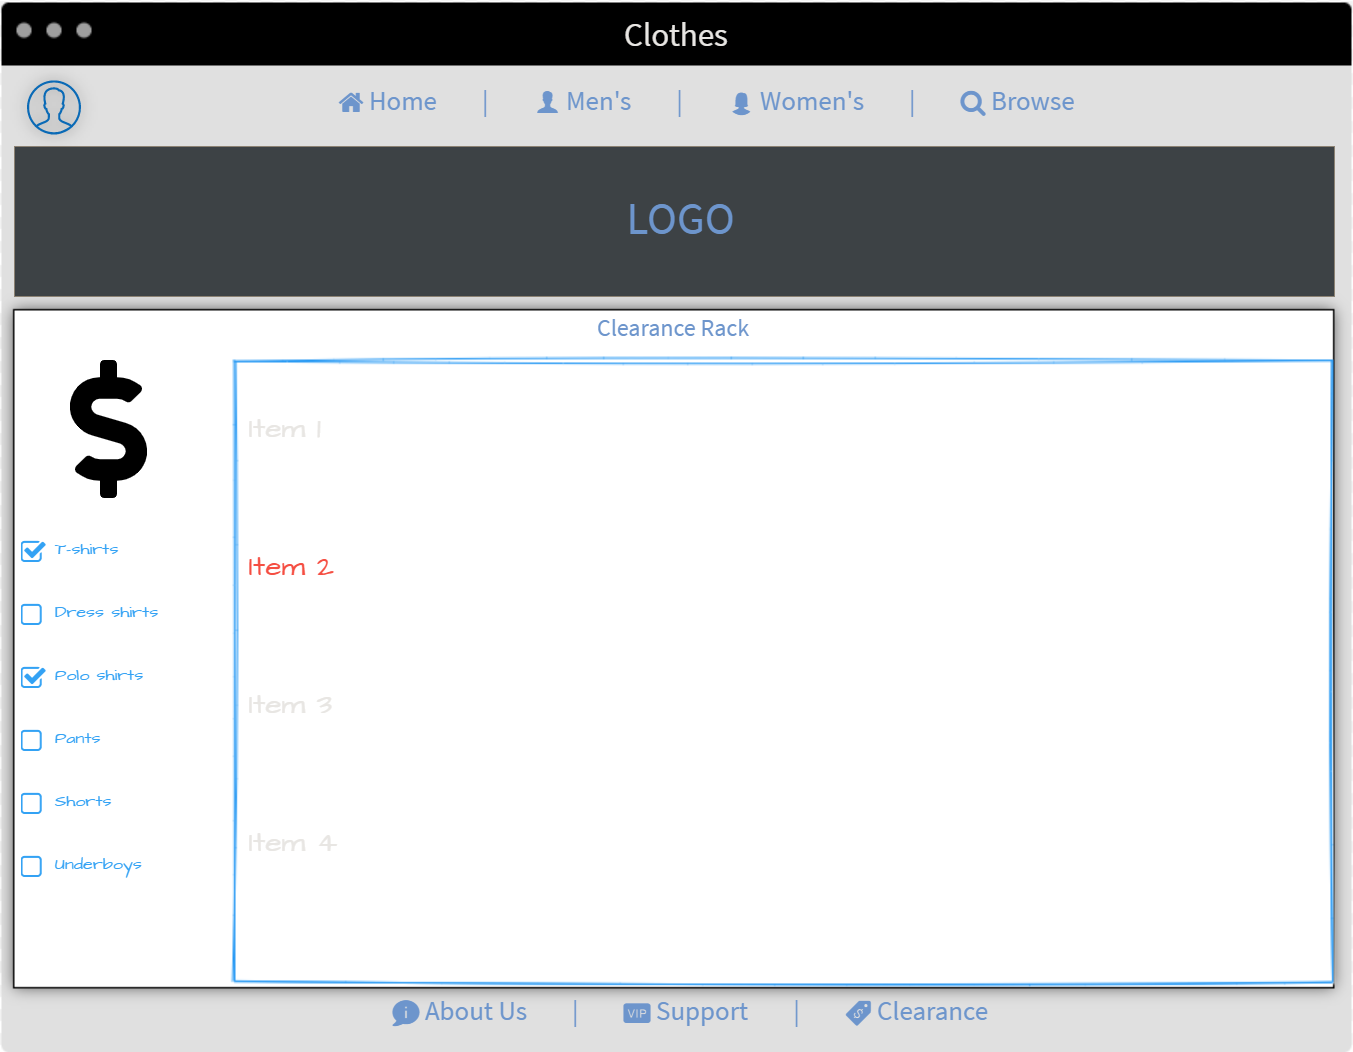 Clothes
Home | Men's | Women's | Browse
LOGO
Clearance Rack
$
Item 1
Item 2
Item 3
Item 4
T-shirts
Dress shirts
Polo shirts
Pants
Shorts
Underboys
About Us | VIP Support | Clearance